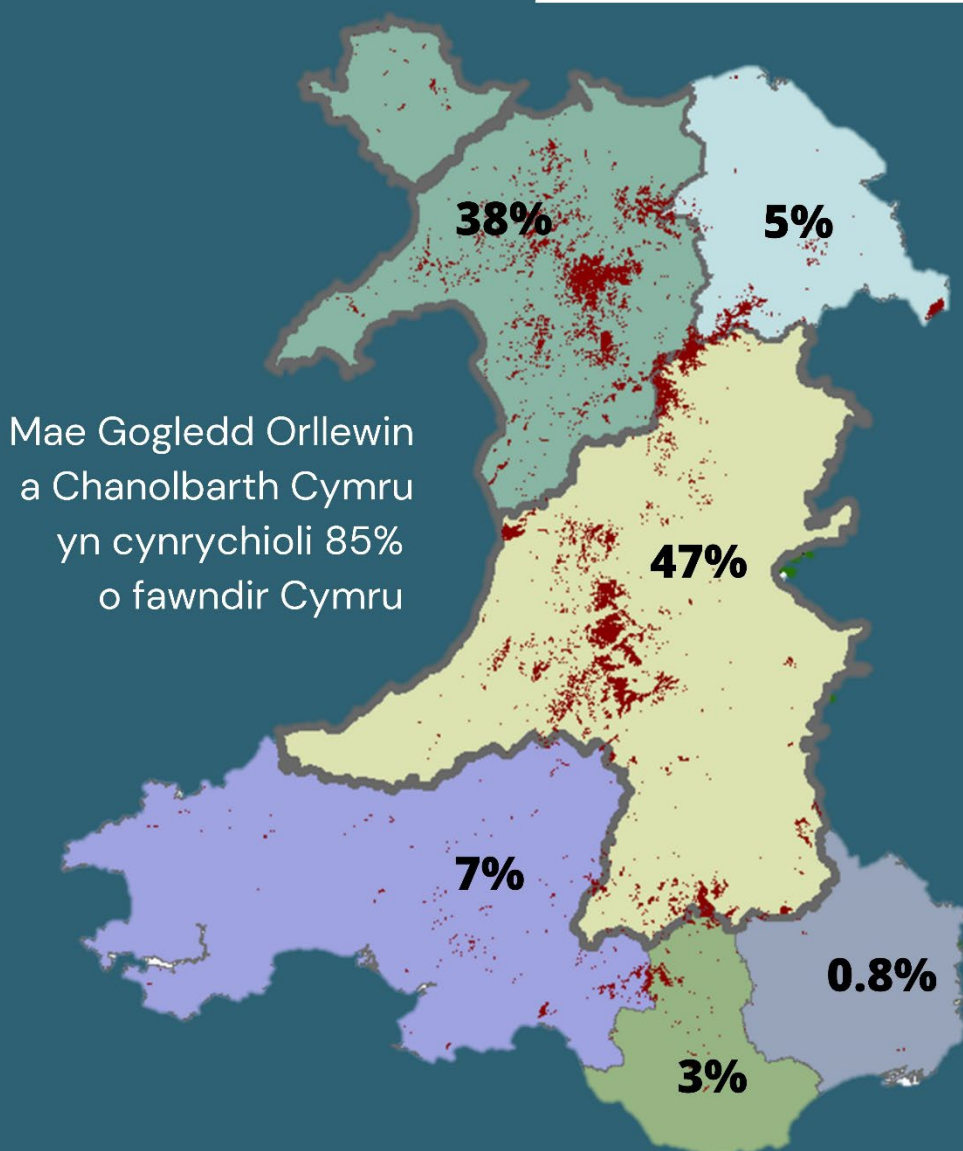 38%
5%
Mae Gogledd Orllewin
a Chanolbarth Cymru
yn cynrychioli 85%
o fawndir Cymru
47%
7%
0.8%
3%